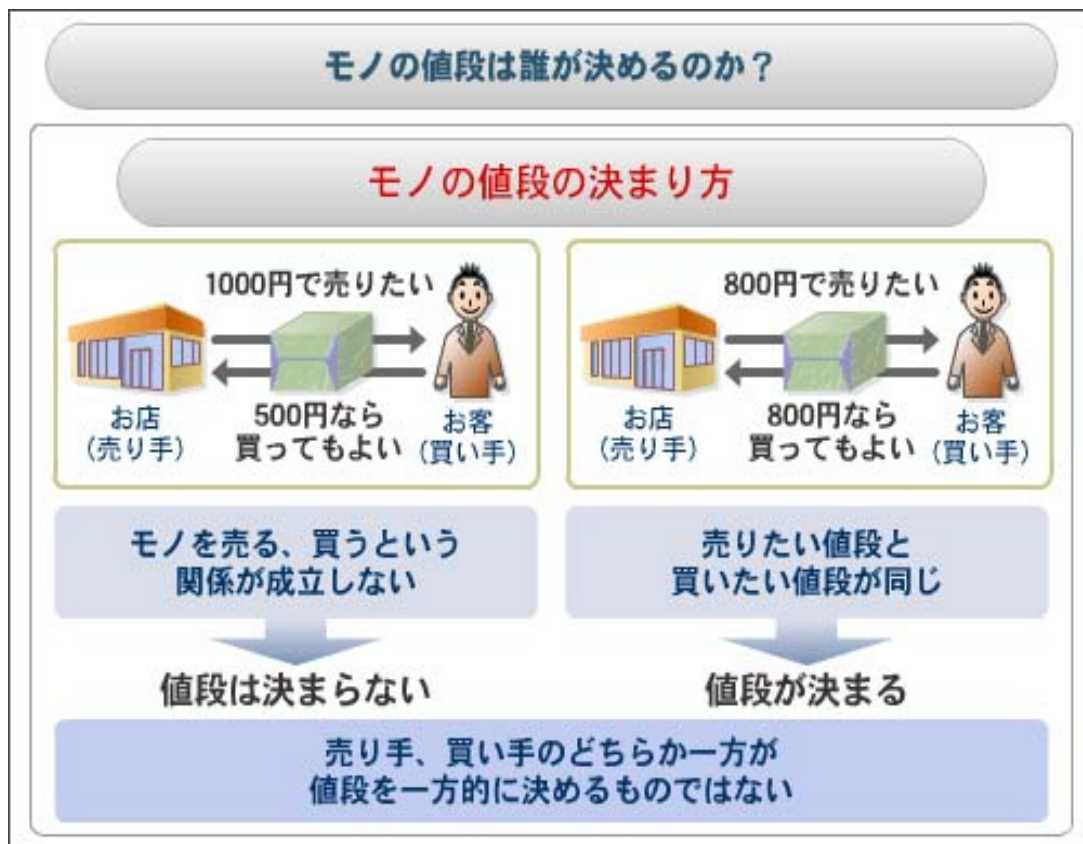 モノの値段は誰が決めるのか？
モノの値段の決まり方
1000円で売りたい
お店
(売り手)
500円なら
買ってもよい
お客
(買い手)
800円で売りたい
お店
(売り手)
800円なら
買ってもよい
お客
(買い手)
モノを売る、買うという
関係が成立しない
売りたい値段と
買いたい値段が同じ
値段は決まらない
値段が決まる
売り手、買い手のどちらか一方が
値段を一方的に決めるものではない